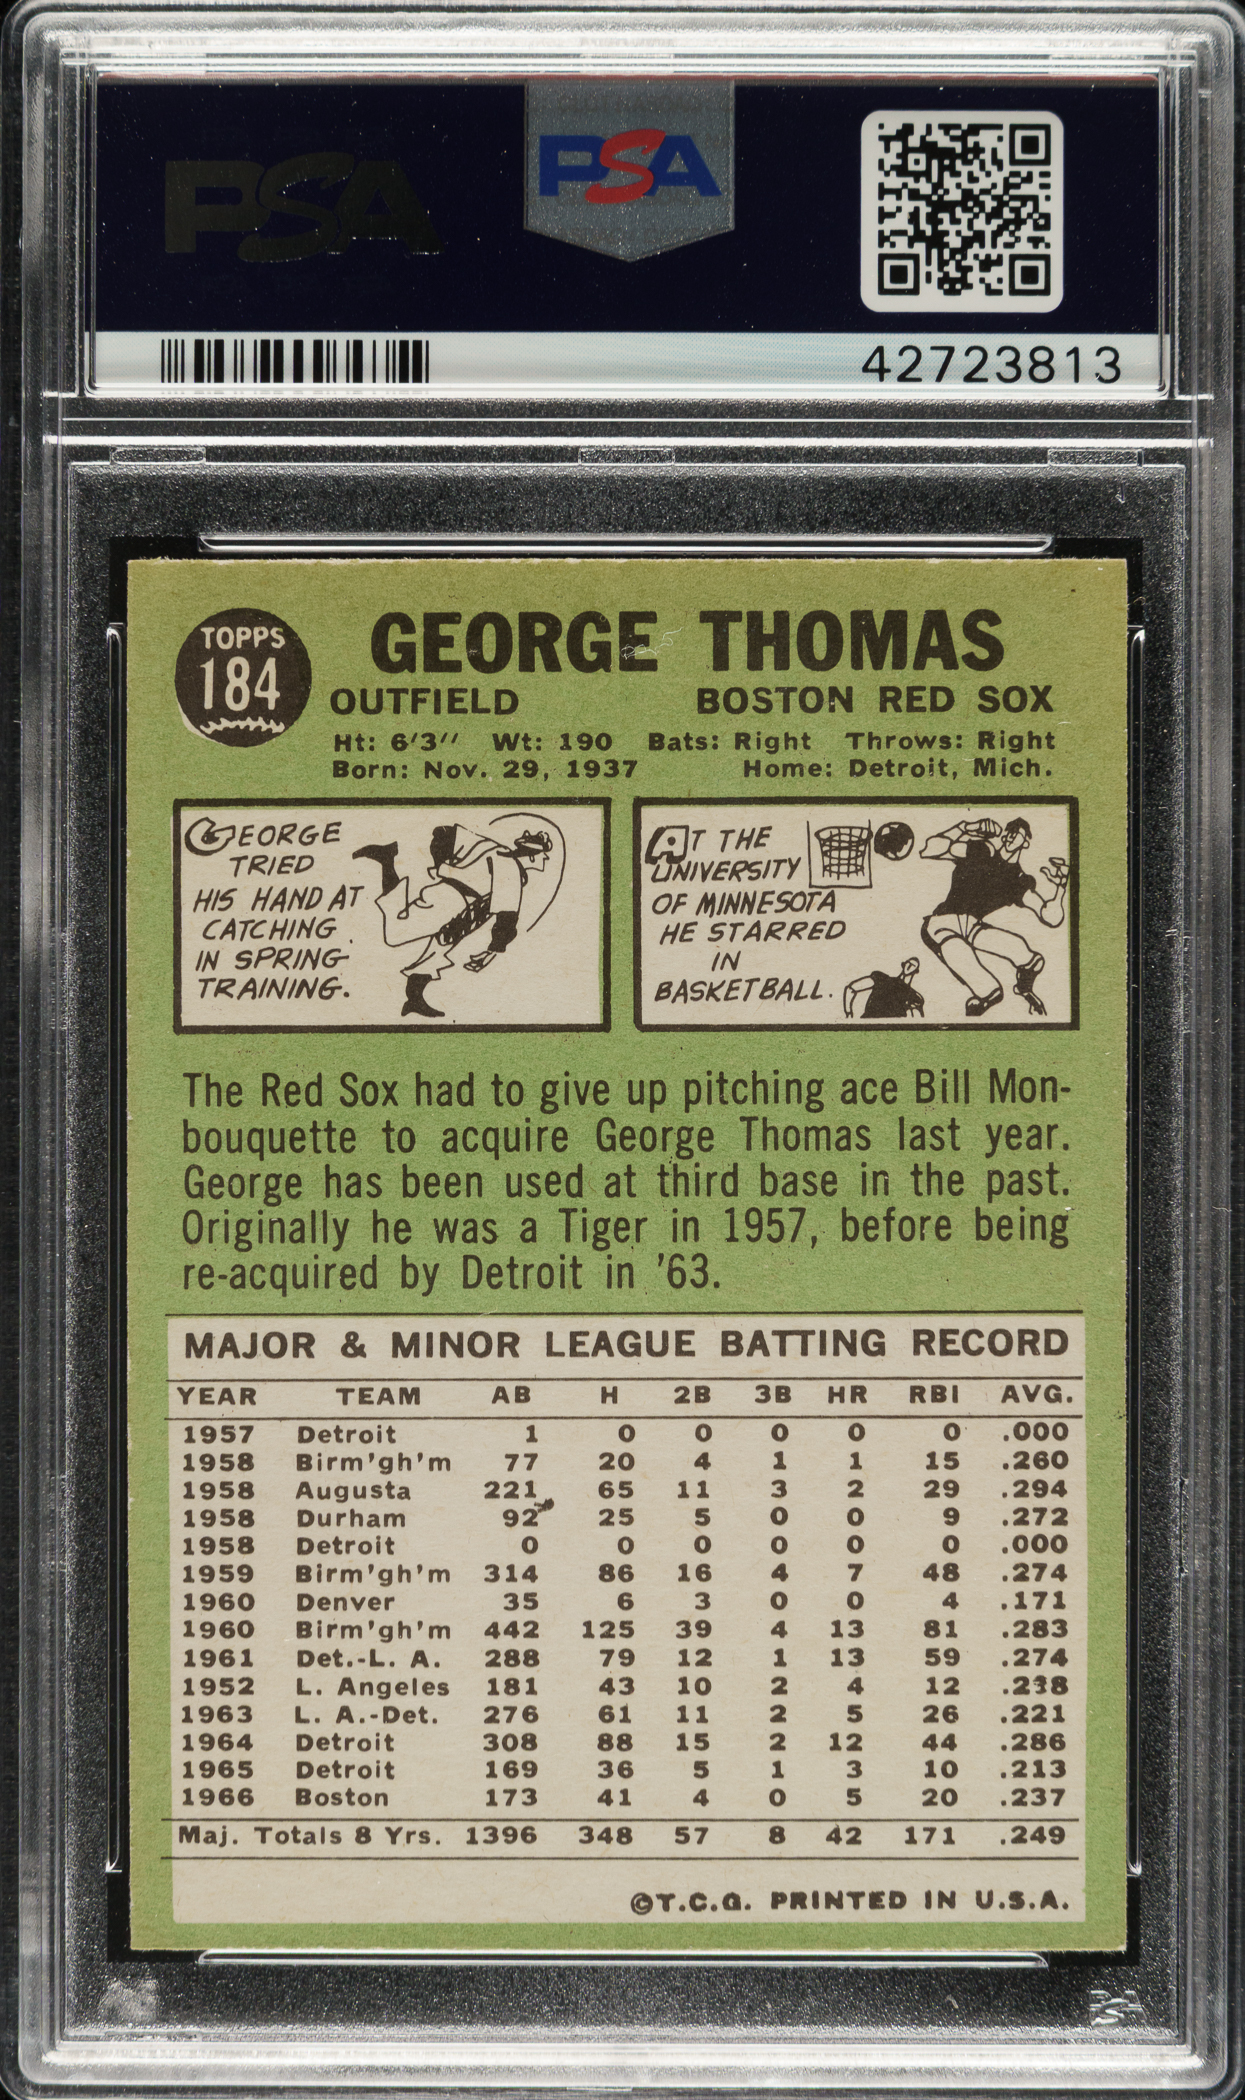 PSA
PSA
42723813
TOPPS
184
GEORGE THOMAS
OUTFIELD BOSTON RED SOX
Ht: 6'3'' Wt: 190 Bats: Right Throws: Right
Born: Nov. 29, 1937 Home: Detroit, Mich.
GEORGE
TRIED
HIS HAND AT
CATCHING
IN SPRING
TRAINING.
AT THE
UNIVERSITY
OF MINNESOTA
HE STARRED
IN
BASKETBALL.
The Red Sox had to give up pitching ace Bill Mon-
bouquette to acquire George Thomas last year.
George has been used at third base in the past.
Originally he was a Tiger in 1957, before being
re-acquired by Detroit in '63.
MAJOR & MINOR LEAGUE BATTING RECORD
YEAR TEAM AB H 2B 3B HR RBI AVG.
1957 Detroit 1 0 0 0 0 0 .000
1958 Birm'gh'm 77 20 4 1 1 15 .260
1958 Augusta 221 65 11 3 2 29 .294
1958 Durham 92 25 5 0 0 9 .272
1958 Detroit 0 0 0 0 0 0 .000
1959 Birm'gh'm 314 86 16 4 7 48 .274
1960 Denver 35 6 3 0 0 4 .171
1960 Birm'gh'm 442 125 39 4 13 81 .283
1961 Det.-L. A. 288 79 12 1 13 59 .274
1952 L. Angeles 181 43 10 2 4 12 .238
1963 L. A.-Det. 276 61 11 2 5 26 .221
1964 Detroit 308 88 15 2 12 44 .286
1965 Detroit 169 36 5 1 3 10 .213
1966 Boston 173 41 4 0 5 20 .237
Maj. Totals 8 Yrs. 1396 348 57 8 42 171 .249
©T.C.G. PRINTED IN U.S.A.
PSA